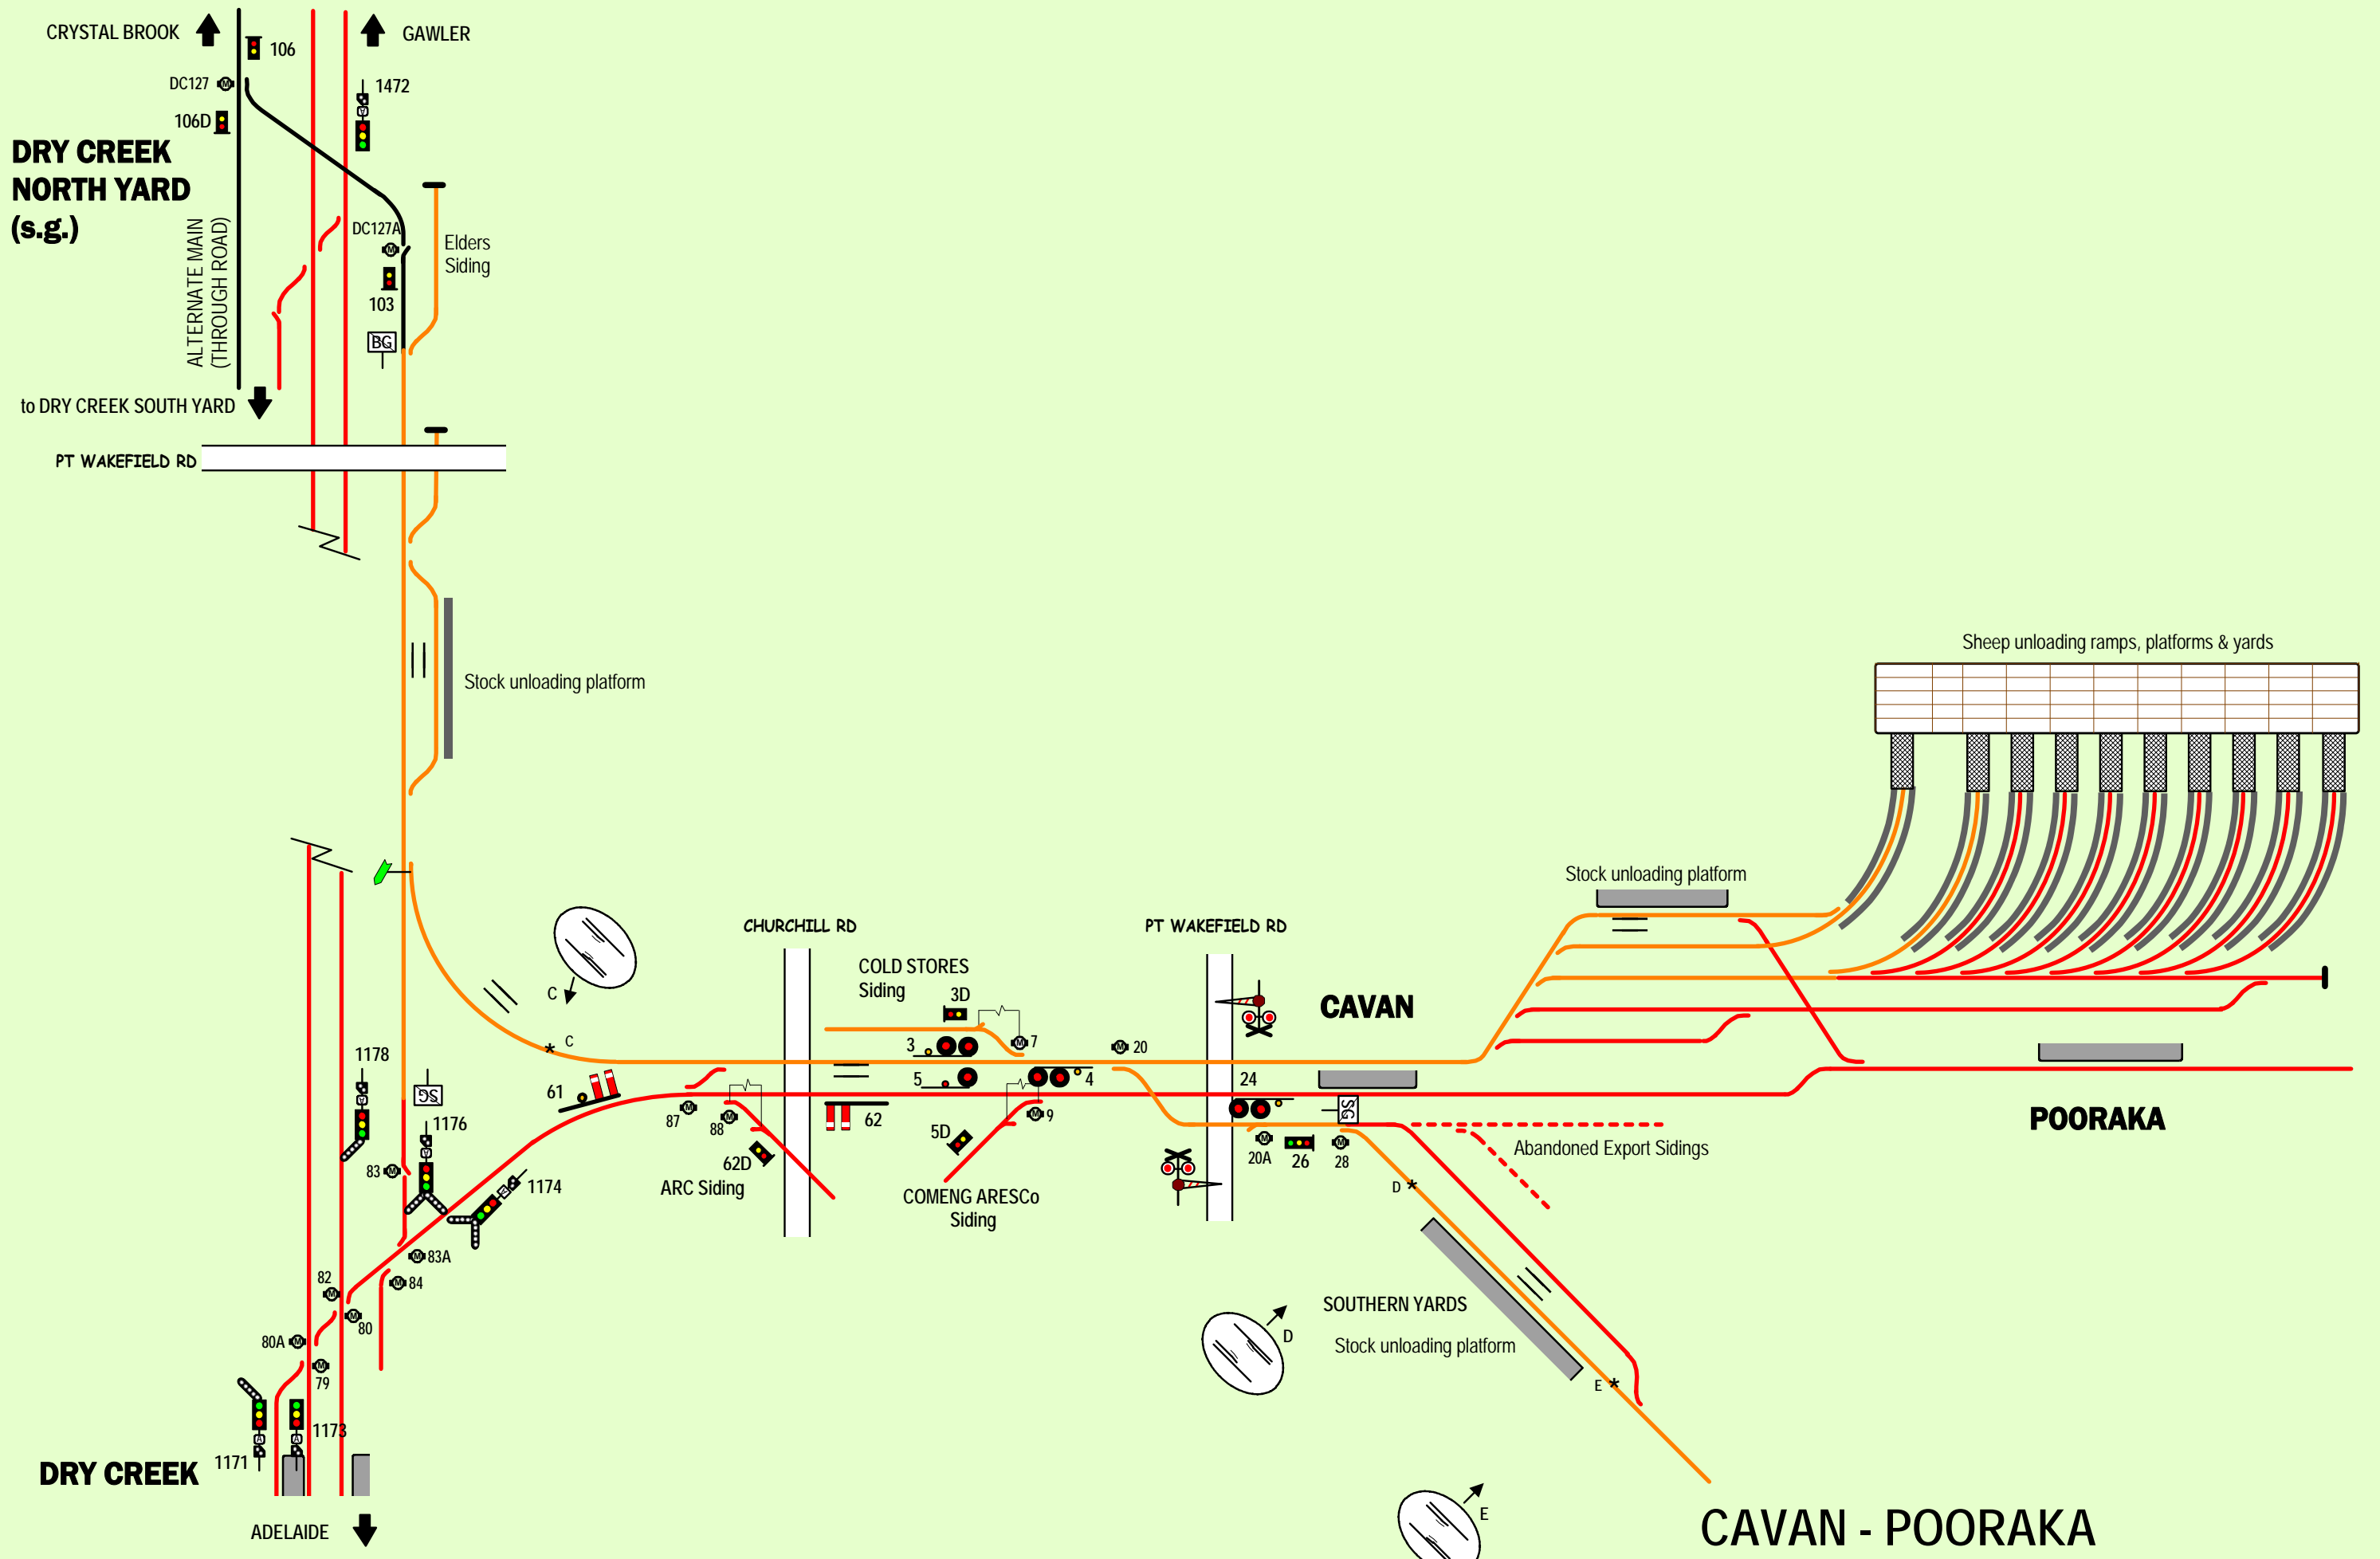 CRYSTAL BROOK
106
GAWLER
DC127
1472
106D
DRY CREEK
NORTH YARD
(s.g.)
ALTERNATE MAIN
(THROUGH ROAD)
DC127A
Elders
Siding
103
BG
to DRY CREEK SOUTH YARD
PT WAKEFIELD RD
Stock unloading platform
Sheep unloading ramps, platforms & yards
Stock unloading platform
CHURCHILL RD
PT WAKEFIELD RD
COLD STORES
Siding
3D
C
C
CAVAN
3
M
7
M
20
1178
5
4
24
61
SG
SG
POORAKA
1176
87
88
62
9
5D
62D
20A
26
28
Abandoned Export Sidings
83
1174
ARC Siding
COMENG ARESCo
Siding
D
83A
82
84
80
80A
79
SOUTHERN YARDS
D
Stock unloading platform
E
1173
1171
DRY CREEK
E
ADELAIDE
CAVAN - POORAKA